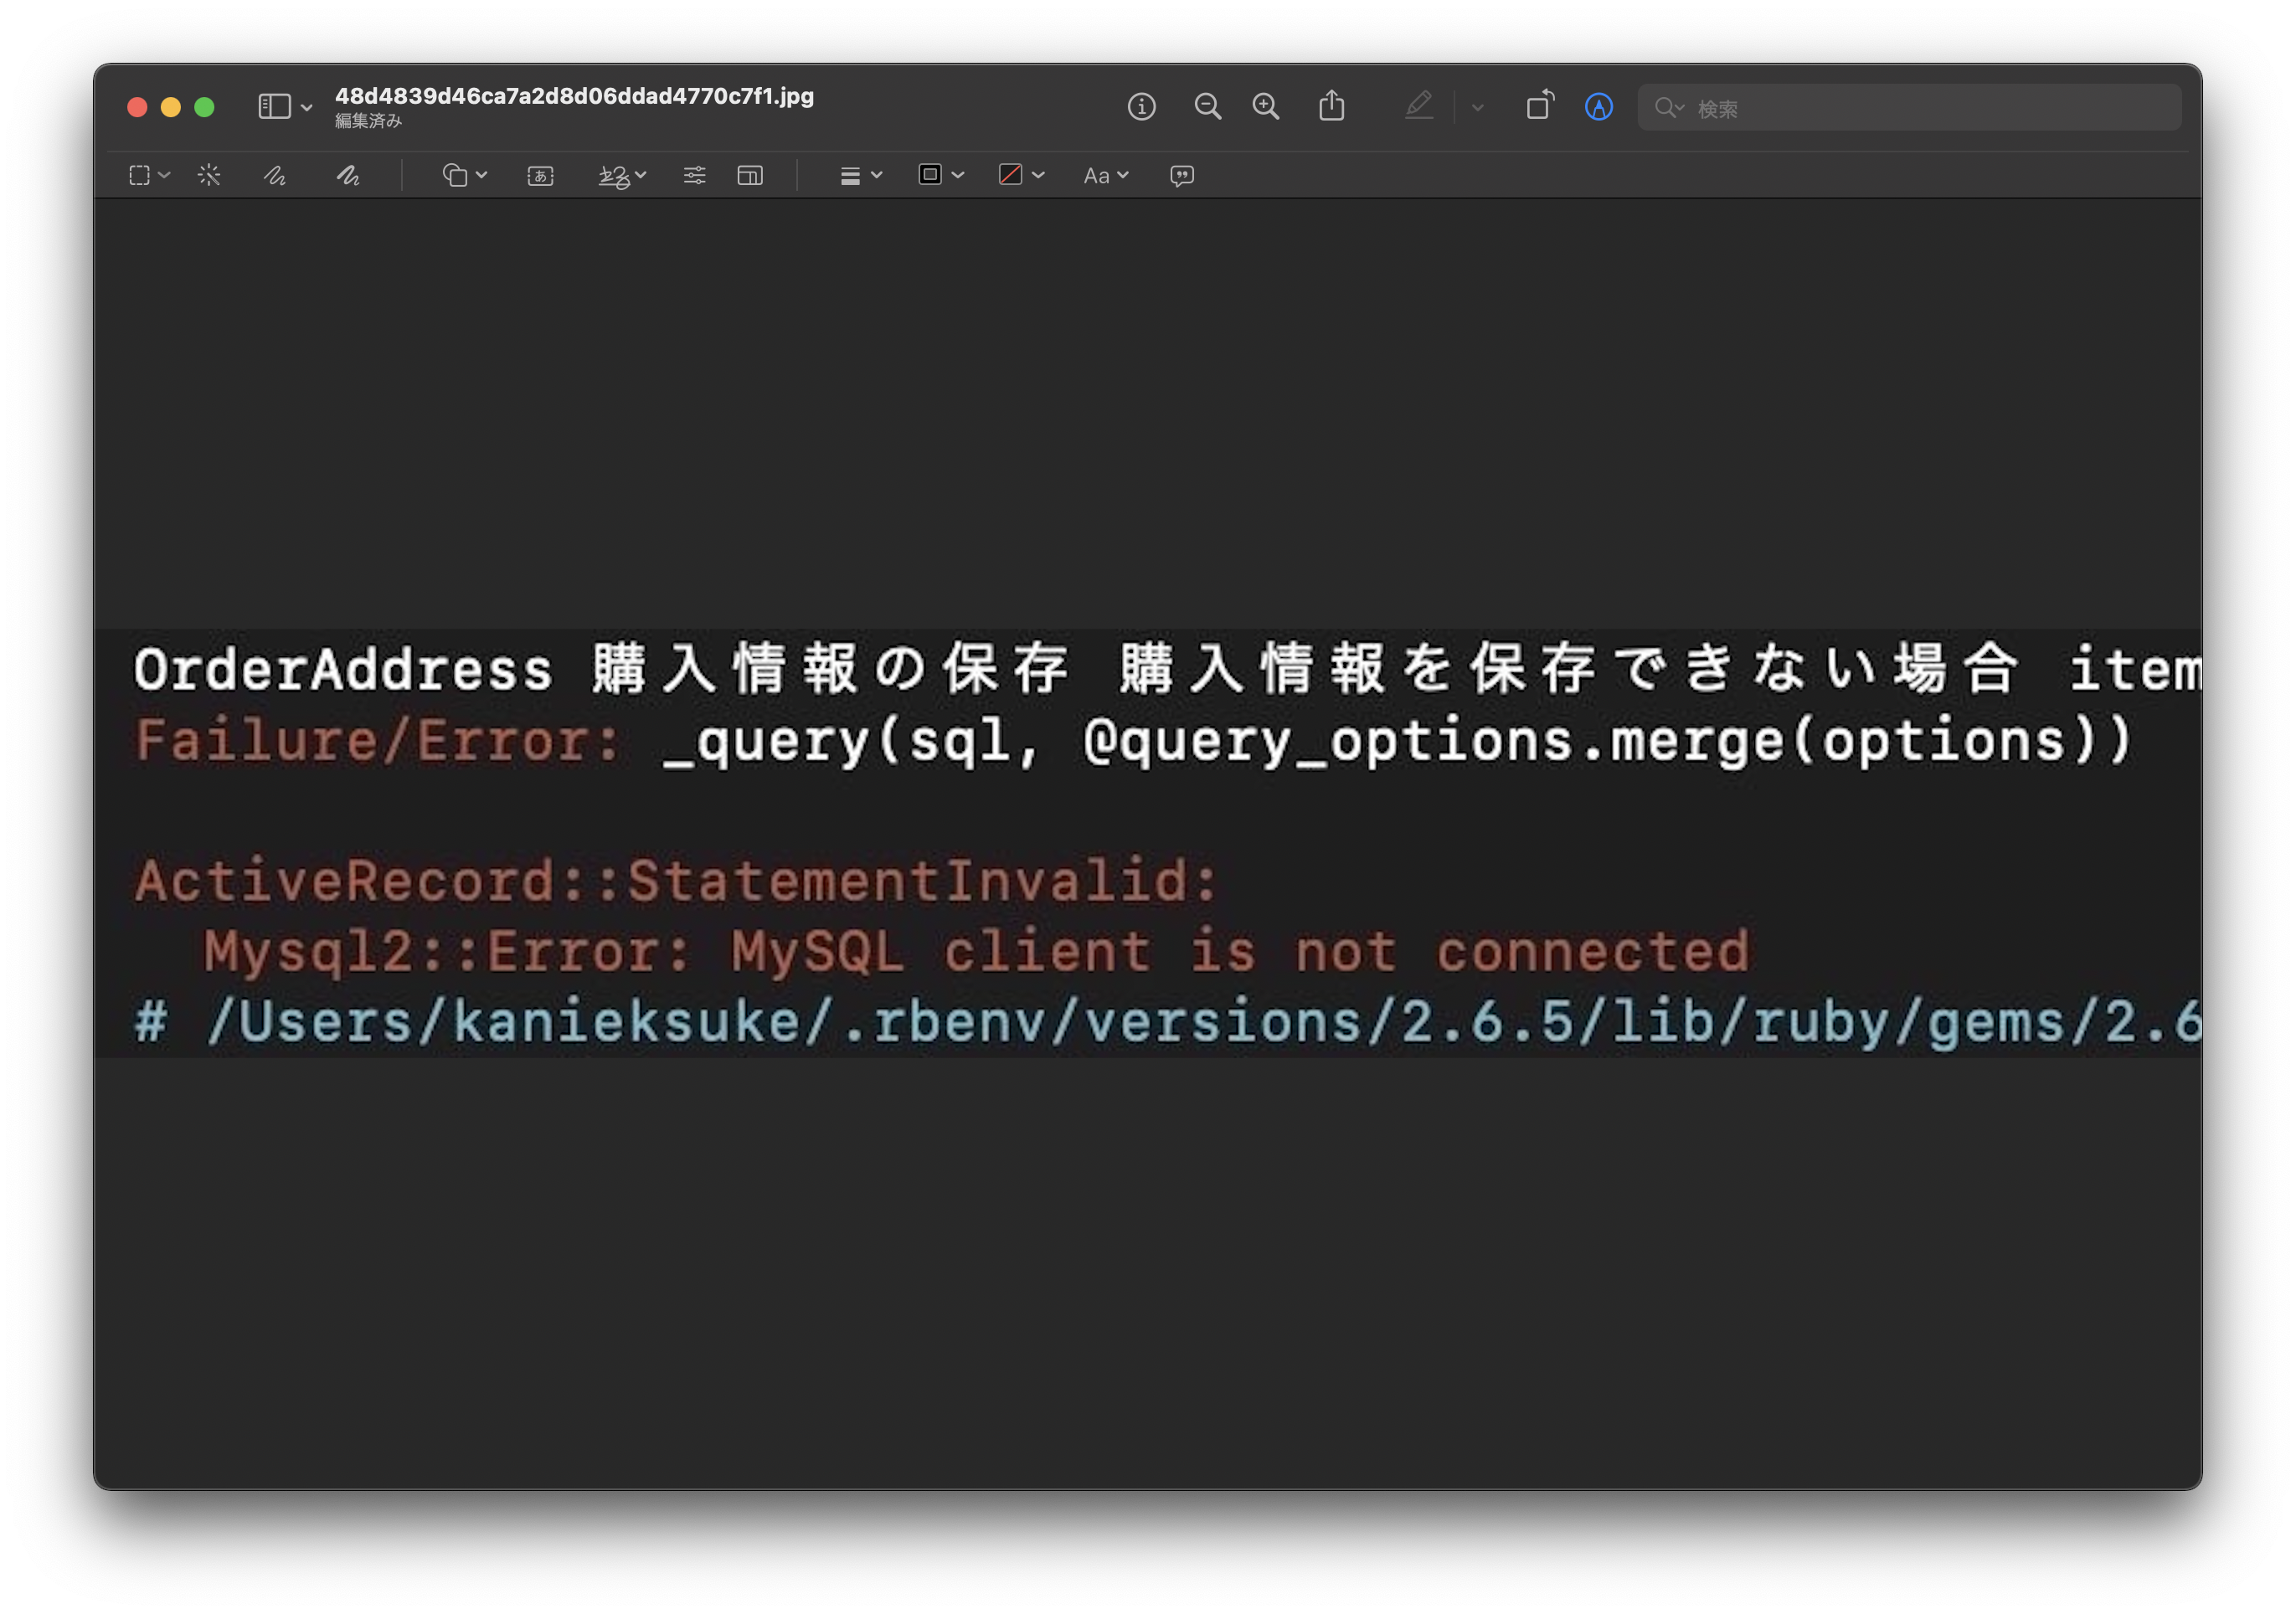 48d4839d46ca7a2d8d06ddad4770c7f1.jpg
編集済み
検索
あ
Aa
OrderAddress 購入情報の保存 購入情報を保存できない場合 item
Failure/Error: _query(sql, @query_options.merge(options))
ActiveRecord::StatementInvalid:
Mysql2::Error: MySQL client is not connected
# /Users/kanieksuke/.rbenv/versions/2.6.5/lib/ruby/gems/2.6